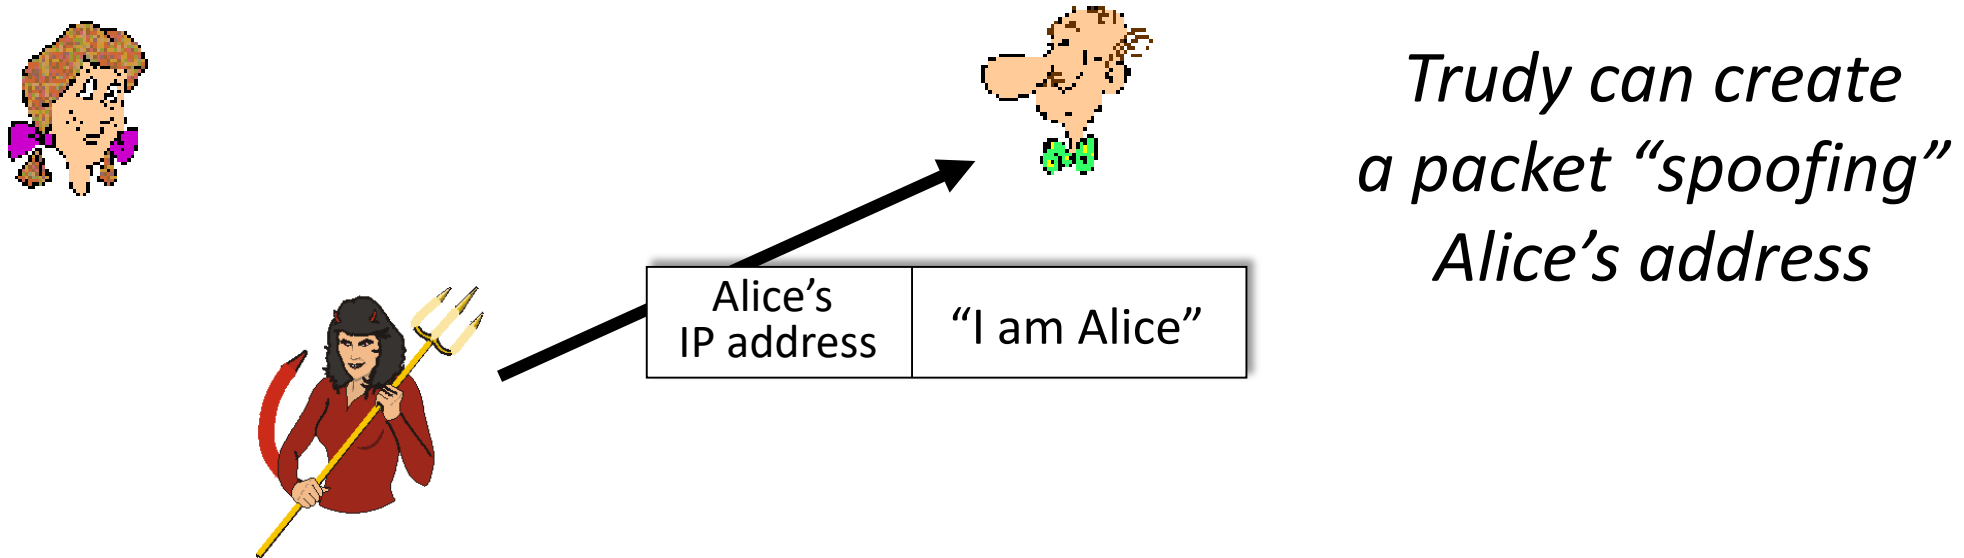 Trudy can create
a packet “spoofing”
Alice’s address
Alice’s
IP address
“I am Alice”